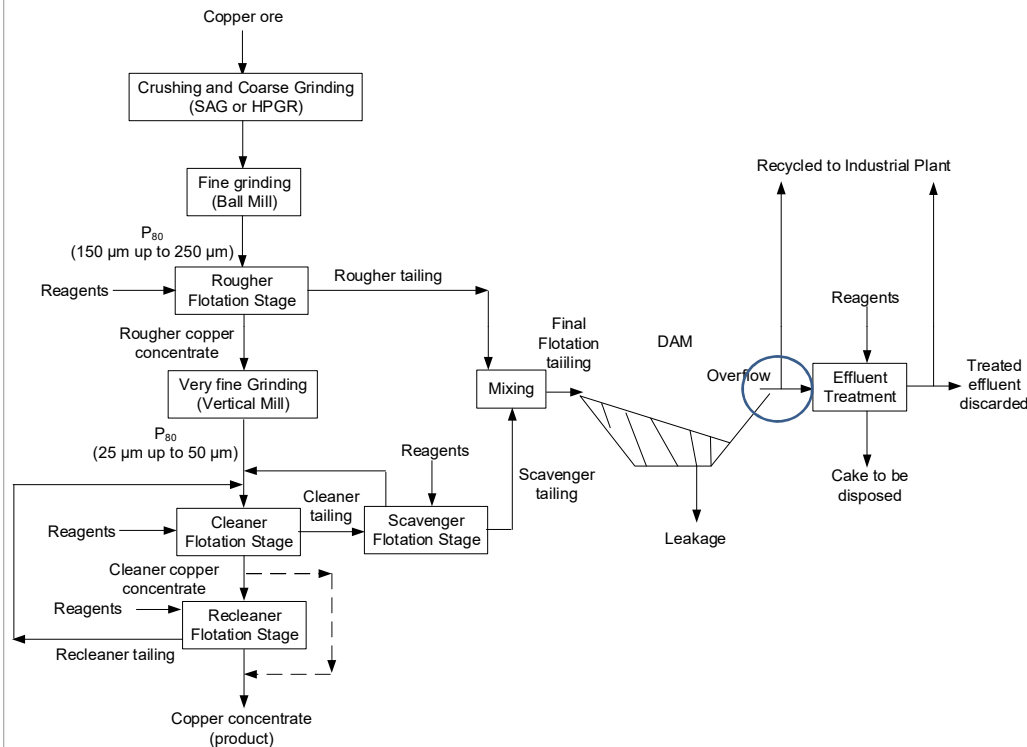 Copper ore
Crushing and Coarse Grinding
(SAG or HPGR)
Fine grinding
(Ball Mill)
P₈₀
(150 µm up to 250 µm)
Reagents
Rougher
Flotation Stage
Rougher tailing
Rougher copper
concentrate
Very fine Grinding
(Vertical Mill)
P₈₀
(25 µm up to 50 µm)
Reagents
Cleaner
Flotation Stage
Cleaner
tailing
Reagents
Scavenger
Flotation Stage
Scavenger
tailing
Cleaner copper
concentrate
Reagents
Recleaner
Flotation Stage
Recleaner tailing
Copper concentrate
(product)
Mixing
Final
Flotation
taiiling
DAM
Overflow
Leakage
Recycled to Industrial Plant
Reagents
Effluent
Treatment
Treated
effluent
discarded
Cake to be
disposed